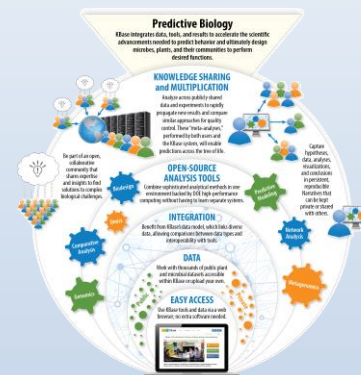 Predictive Biology
KBase integrates data, tools, and results to accelerate the scientific
advancements needed to predict behavior and ultimately design
microbes, plants, and their communities to perform
desired functions.
KNOWLEDGE SHARING
and MULTIPLICATION
Analyze across publicly shared
data and experiments to rapidly
propagate new results and compare
similar approaches for quality
control. These "meta-analyses,"
performed by both users and
the KBase system, will enable
predictions across the tree of life.
Be part of an open,
collaborative
community that
shares expertise
and insights to find
solutions to complex
biological challenges.
Capture
hypotheses,
data, analyses,
visualizations,
and conclusions
in persistent,
reproducible
Narratives that
can be kept
private or shared
with others.
OPEN-SOURCE
ANALYSIS TOOLS
Combine sophisticated analytical methods in one
environment backed by DOE high-performance
computing without having to learn separate systems.
Predictive
Modeling
Comparative
Analysis
Network
Analysis
Genomics
Metagenomics
INTEGRATION
Benefit from KBase's data model, which links diverse
data, allowing comparisons between data types and
interoperability with tools.
DATA
Work with thousands of public plant
and microbial datasets accessible
within KBase or upload your own.
Public
Private
EASY ACCESS
Use KBase tools and data via a web
browser, no extra software needed.